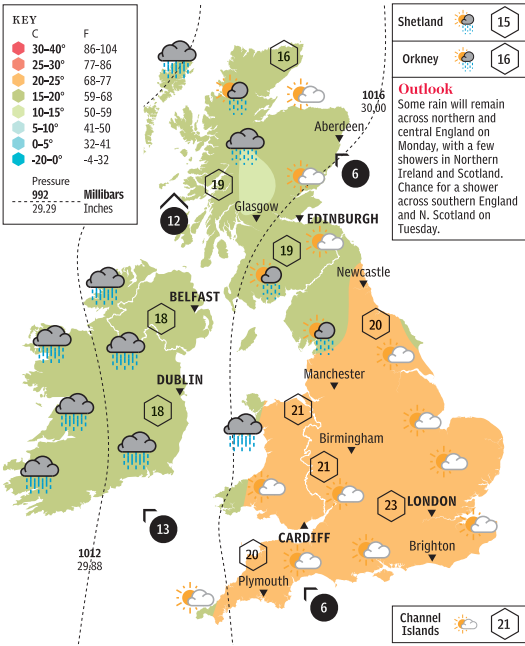 KEY
C F
30–40° 86–104
25–30° 77–86
20–25° 68–77
15–20° 59–68
10–15° 50–59
5–10° 41–50
0–5° 32–41
-20–0° -4–32
Pressure
992 Millibars
29.29 Inches
Shetland 15
Orkney 16
Outlook
Some rain will remain
across northern and
central England on
Monday, with a few
showers in Northern
Ireland and Scotland.
Chance for a shower
across southern England
and N. Scotland on
Tuesday.
16
1016
30.00
Aberdeen
6
19
12
Glasgow
EDINBURGH
19
Newcastle
BELFAST
18
20
Manchester
DUBLIN
18
21
Birmingham
21
23
LONDON
13
CARDIFF
1012
29.88
20
Brighton
Plymouth
6
Channel
Islands 21